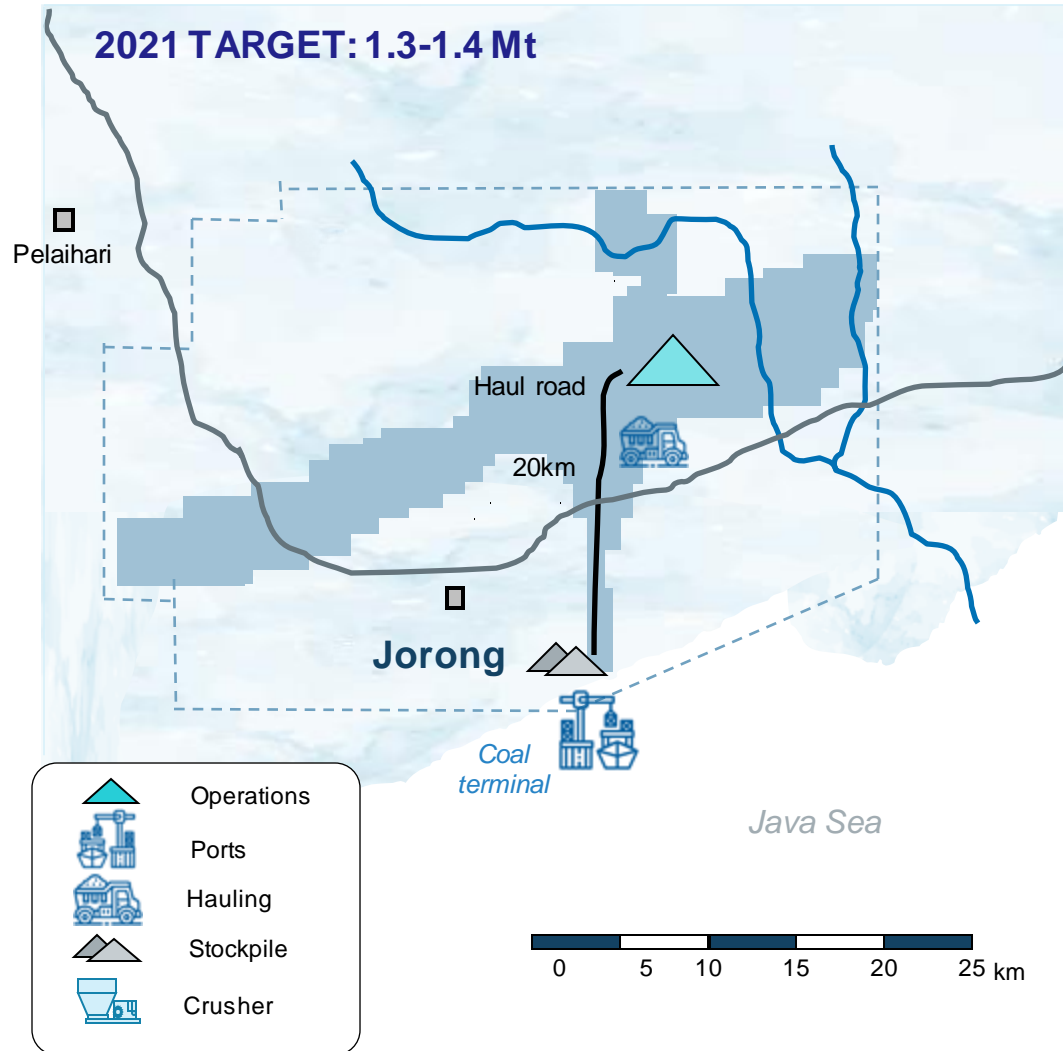 2021 TARGET: 1.3-1.4 Mt
Pelaihari
Haul road
20km
Jorong
Coal
terminal
Java Sea
Operations
Ports
Hauling
Stockpile
Crusher
0 5 10 15 20 25 km